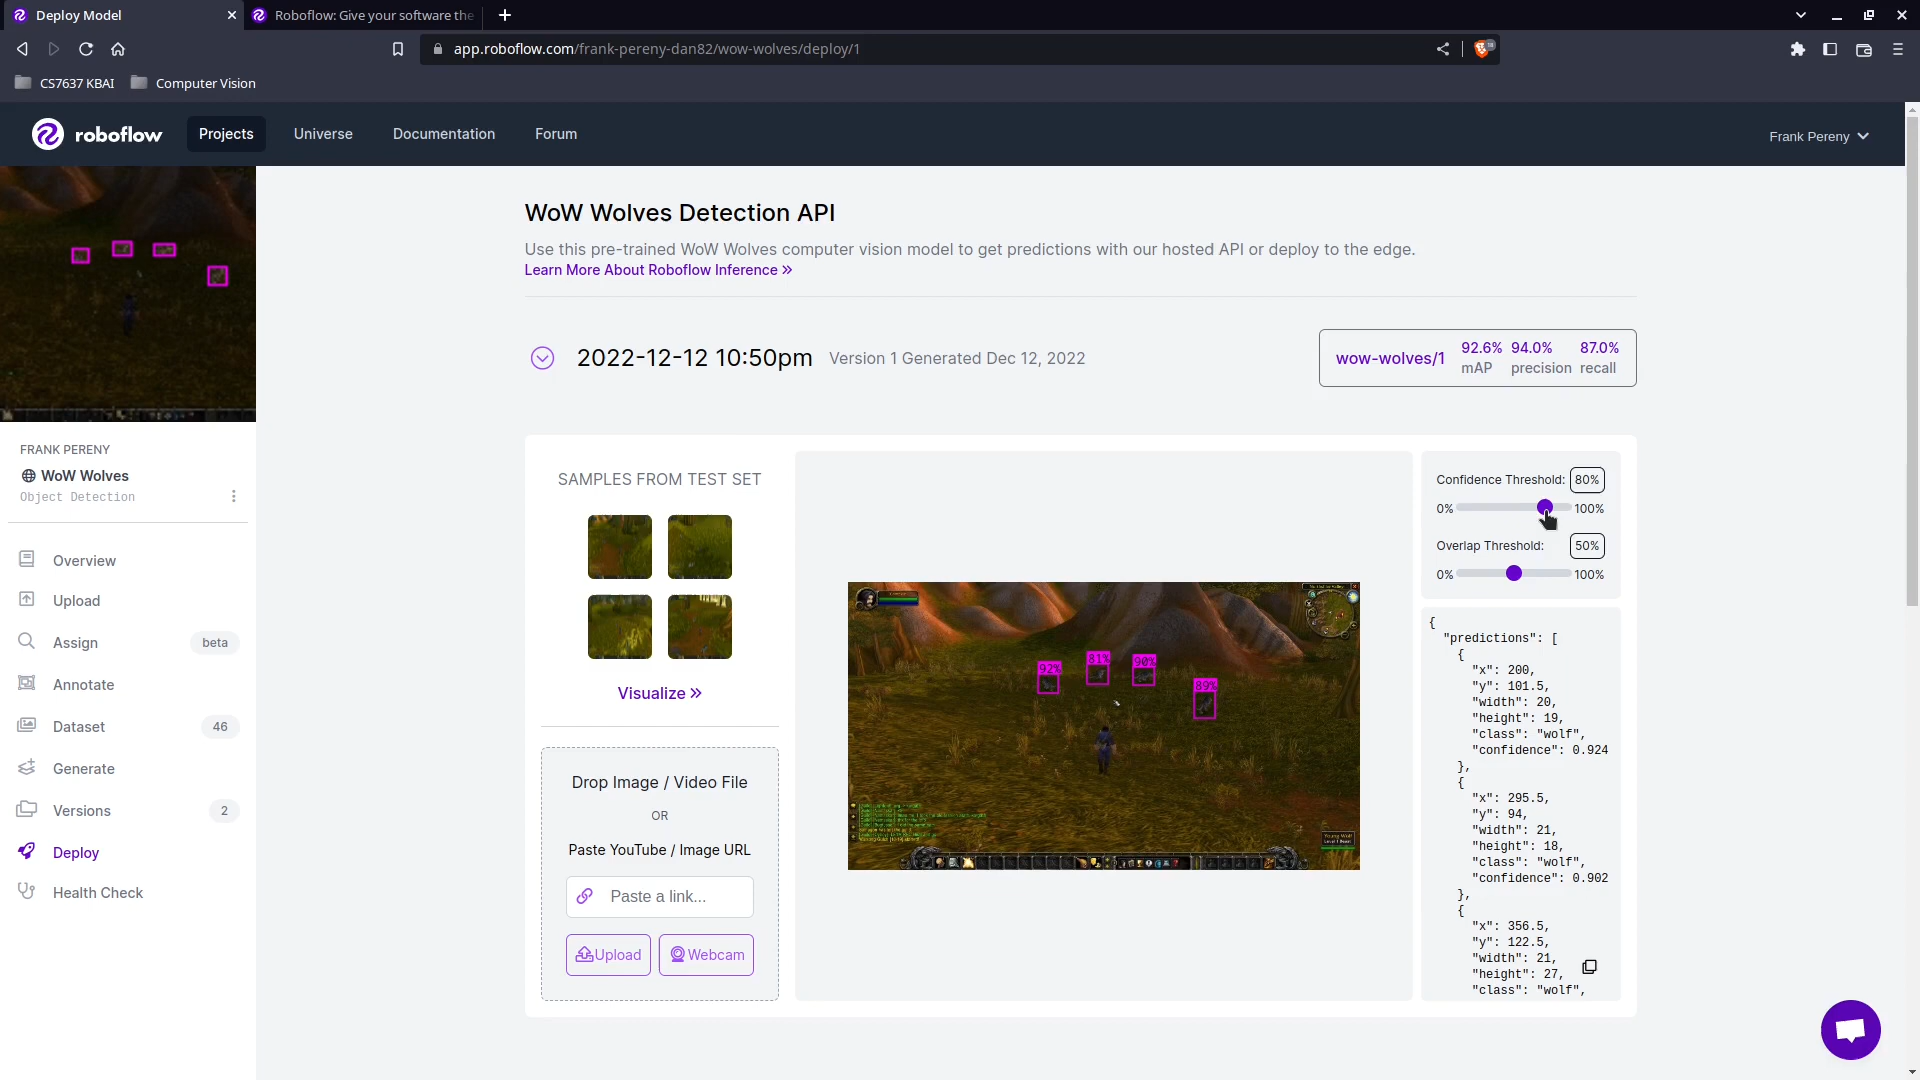 Deploy Model
Roboflow: Give your software the
app.roboflow.com/frank-pereny-dan82/wow-wolves/deploy/1
CS7637 KBAI
Computer Vision
roboflow
Projects
Universe
Documentation
Forum
Frank Pereny
FRANK PERENY
WoW Wolves
Object Detection
Overview
Upload
Assign beta
Annotate
Dataset 46
Generate
Versions 2
Deploy
Health Check
WoW Wolves Detection API
Use this pre-trained WoW Wolves computer vision model to get predictions with our hosted API or deploy to the edge.
Learn More About Roboflow Inference »
2022-12-12 10:50pm Version 1 Generated Dec 12, 2022
wow-wolves/1
92.6% 94.0% 87.0%
mAP precision recall
SAMPLES FROM TEST SET
Visualize »
Drop Image / Video File
OR
Paste YouTube / Image URL
Paste a link...
Upload
Webcam
92%
81%
90%
89%
Young Wolf
Confidence Threshold: 80%
0% 100%
Overlap Threshold: 50%
0% 100%
{
"predictions": [
{
"x": 200,
"y": 101.5,
"width": 20,
"height": 19,
"class": "wolf",
"confidence": 0.924
},
{
"x": 295.5,
"y": 94,
"width": 21,
"height": 18,
"class": "wolf",
"confidence": 0.902
},
{
"x": 356.5,
"y": 122.5,
"width": 21,
"height": 27,
"class": "wolf",